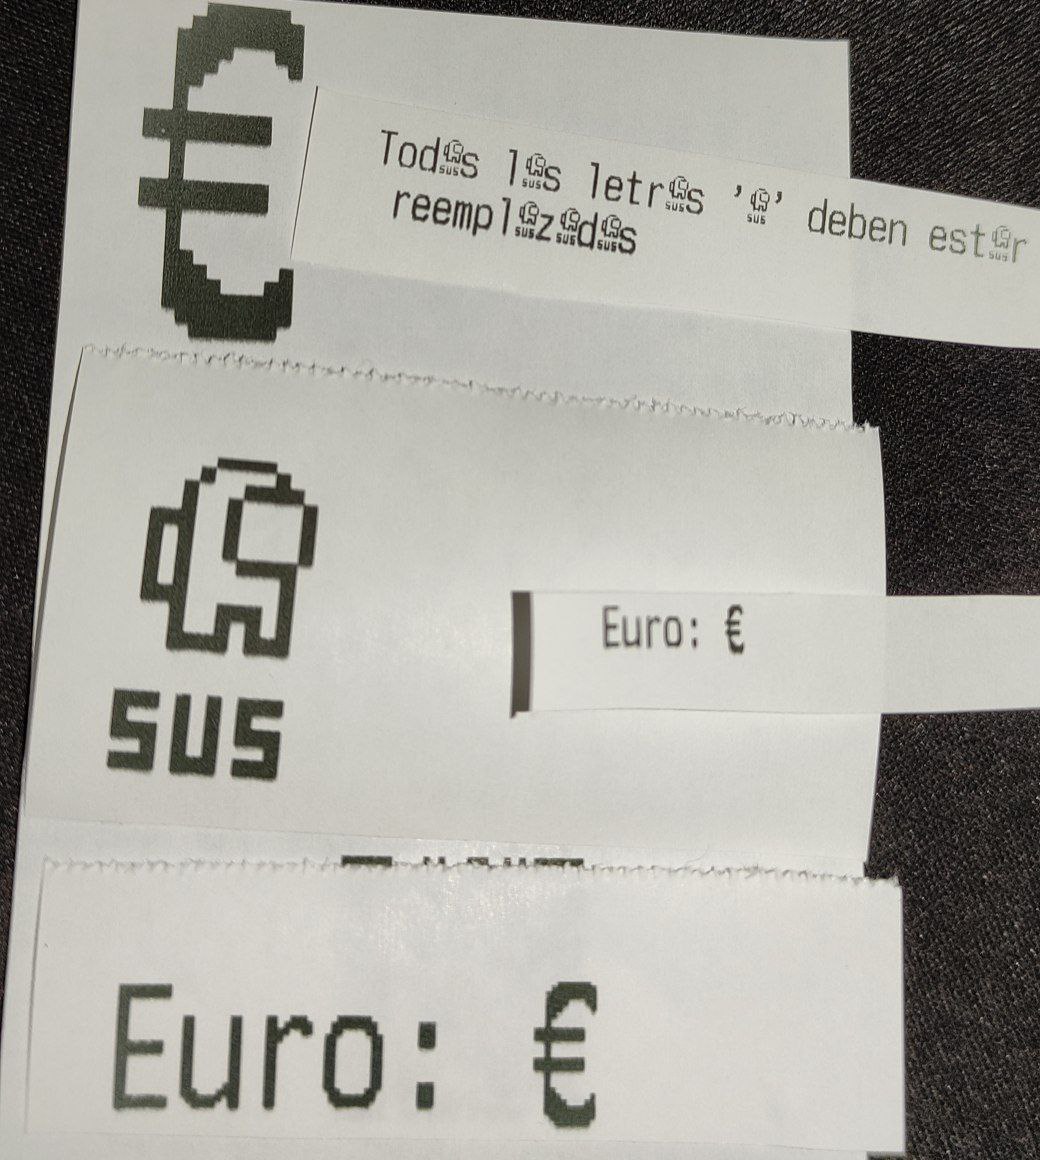 €
Todඞs lඞs letrඞs 'ඞ' deben estඞr
reemplඞzඞdඞs
sus
Euro: €
Euro: €